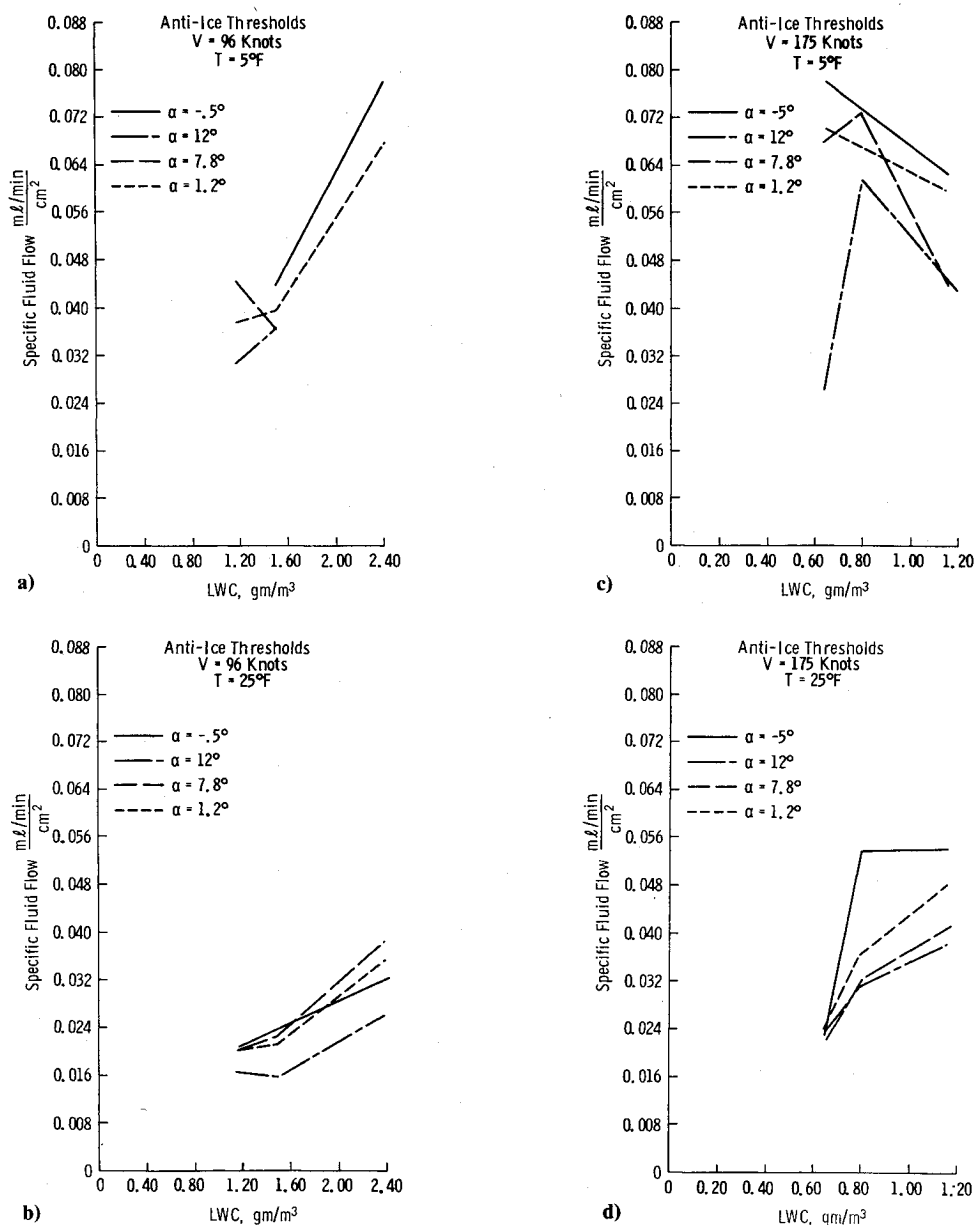 Anti-Ice Thresholds
V = 96 Knots
T = 5°F
α = -.5°
α = 12°
α = 7.8°
α = 1.2°
0.088
0.080
0.072
0.064
0.056
0.048
0.040
0.032
0.024
0.016
0.008
0
Specific Fluid Flow mℓ/min
cm²
0 0.40 0.80 1.20 1.60 2.00 2.40
LWC, gm/m³
a)
Anti-Ice Thresholds
V = 175 Knots
T = 5°F
α = -5°
α = 12°
α = 7.8°
α = 1.2°
0.088
0.080
0.072
0.064
0.056
0.048
0.040
0.032
0.024
0.016
0.008
0
Specific Fluid Flow mℓ/min
cm²
0 0.20 0.40 0.60 0.80 1.00 1.20
LWC, gm/m³
c)
Anti-Ice Thresholds
V = 96 Knots
T = 25°F
α = -.5°
α = 12°
α = 7.8°
α = 1.2°
0.088
0.080
0.072
0.064
0.056
0.048
0.040
0.032
0.024
0.016
0.008
0
Specific Fluid Flow mℓ/min
cm²
0 0.40 0.80 1.20 1.60 2.00 2.40
LWC, gm/m³
b)
Anti-Ice Thresholds
V = 175 Knots
T = 25°F
α = -5°
α = 12°
α = 7.8°
α = 1.2°
0.088
0.080
0.072
0.064
0.056
0.048
0.040
0.032
0.024
0.016
0.008
0
Specific Fluid Flow mℓ/min
cm²
0 0.20 0.40 0.60 0.80 1.00 1.20
LWC, gm/m³
d)